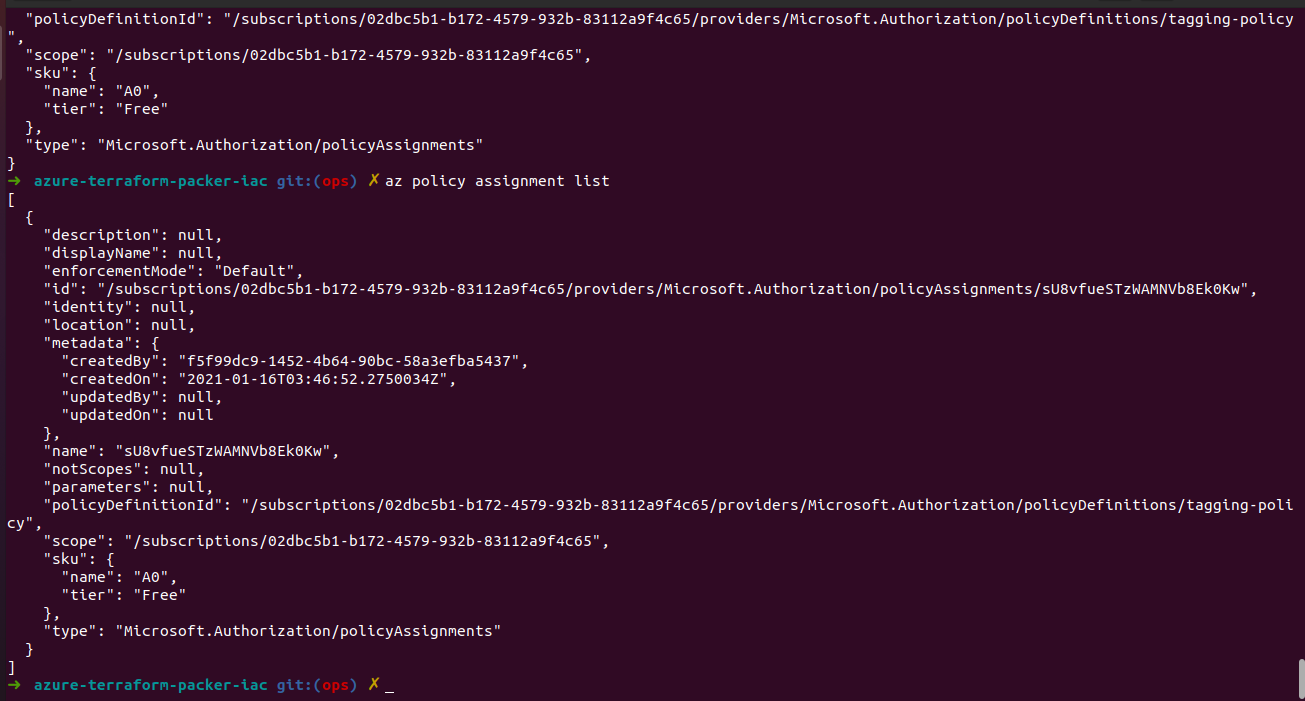 "policyDefinitionId": "/subscriptions/02dbc5b1-b172-4579-932b-83112a9f4c65/providers/Microsoft.Authorization/policyDefinitions/tagging-policy
",
"scope": "/subscriptions/02dbc5b1-b172-4579-932b-83112a9f4c65",
"sku": {
"name": "A0",
"tier": "Free"
},
"type": "Microsoft.Authorization/policyAssignments"
}
→ azure-terraform-packer-iac git:(ops) ✗ az policy assignment list
[
{
"description": null,
"displayName": null,
"enforcementMode": "Default",
"id": "/subscriptions/02dbc5b1-b172-4579-932b-83112a9f4c65/providers/Microsoft.Authorization/policyAssignments/sU8vfueSTzWAMNVb8Ek0Kw",
"identity": null,
"location": null,
"metadata": {
"createdBy": "f5f99dc9-1452-4b64-90bc-58a3efba5437",
"createdOn": "2021-01-16T03:46:52.2750034Z",
"updatedBy": null,
"updatedOn": null
},
"name": "sU8vfueSTzWAMNVb8Ek0Kw",
"notScopes": null,
"parameters": null,
"policyDefinitionId": "/subscriptions/02dbc5b1-b172-4579-932b-83112a9f4c65/providers/Microsoft.Authorization/policyDefinitions/tagging-poli
cy",
"scope": "/subscriptions/02dbc5b1-b172-4579-932b-83112a9f4c65",
"sku": {
"name": "A0",
"tier": "Free"
},
"type": "Microsoft.Authorization/policyAssignments"
}
]
→ azure-terraform-packer-iac git:(ops) ✗ _